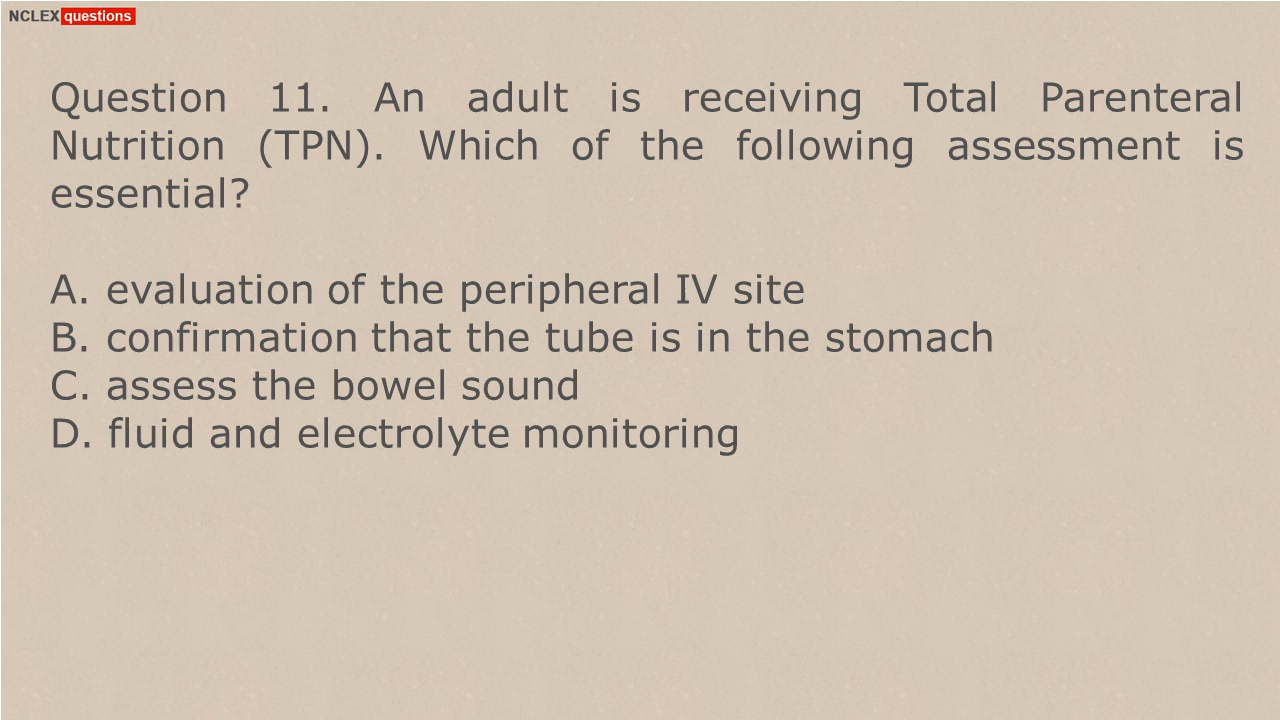 NCLEX questions
Question 11. An adult is receiving Total Parenteral
Nutrition (TPN). Which of the following assessment is
essential?
A. evaluation of the peripheral IV site
B. confirmation that the tube is in the stomach
C. assess the bowel sound
D. fluid and electrolyte monitoring